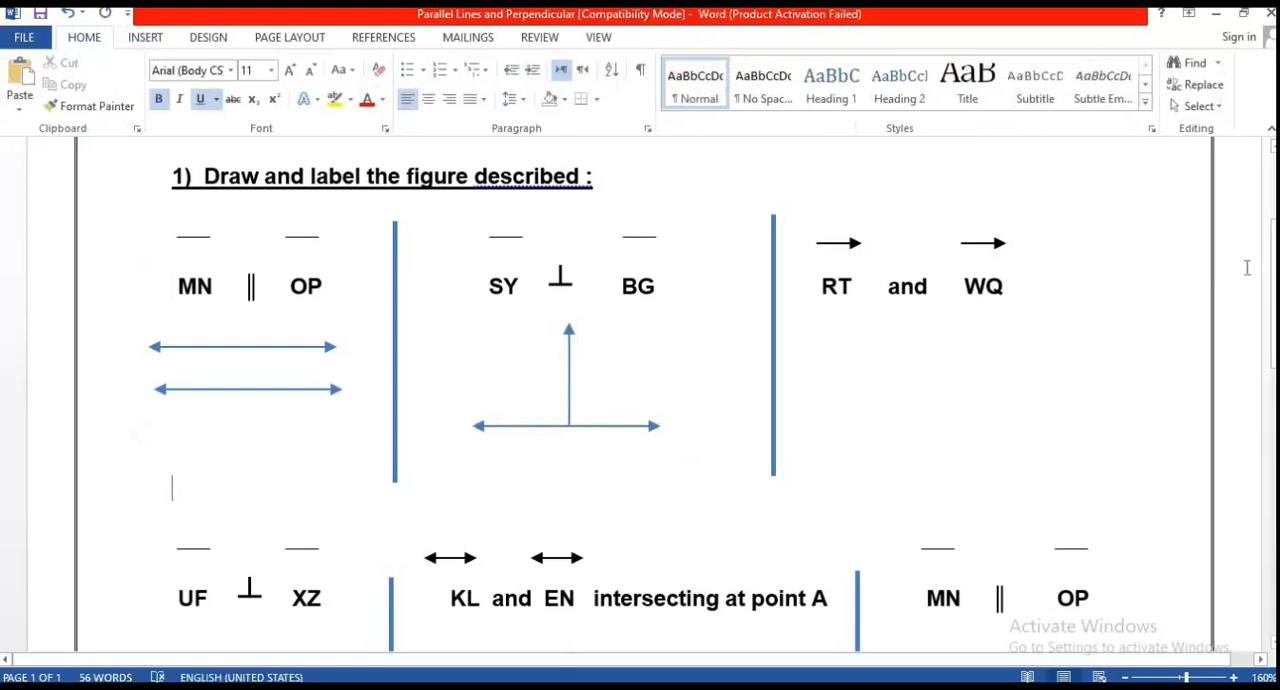 Parallel Lines and Perpendicular [Compatibility Mode] - Word (Product Activation Failed)
FILE HOME INSERT DESIGN PAGE LAYOUT REFERENCES MAILINGS REVIEW VIEW Sign in
Paste Cut Copy Format Painter
Arial (Body CS 11
AaBbCcDc AaBbCcDc AaBbC AaBbCcI AaB AaBbCcD AaBbCcDi
¶ Normal ¶ No Spac... Heading 1 Heading 2 Title Subtitle Subtle Em...
Find Replace Select
Clipboard Font Paragraph Styles Editing
1) Draw and label the figure described :
MN ∥ OP SY ⊥ BG RT and WQ
UF ⊥ XZ KL and EN intersecting at point A MN ∥ OP
Activate Windows
Go to Settings to activate Windows.
PAGE 1 OF 1 56 WORDS ENGLISH (UNITED STATES) 160%